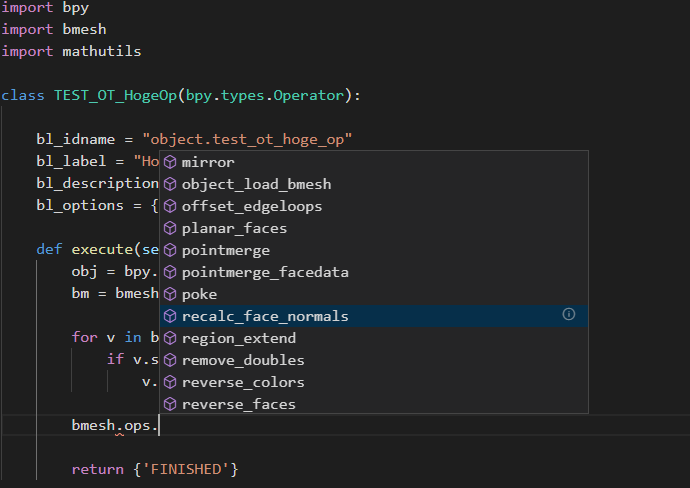 import bpy
import bmesh
import mathutils
class TEST_OT_HogeOp(bpy.types.Operator):
bl_idname = "object.test_ot_hoge_op"
bl_label = "Ho
bl_description
bl_options = {
def execute(se
obj = bpy.
bm = bmesh
for v in b
if v.s
v.
bmesh.ops.
return {'FINISHED'}
mirror
object_load_bmesh
offset_edgeloops
planar_faces
pointmerge
pointmerge_facedata
poke
recalc_face_normals
region_extend
remove_doubles
reverse_colors
reverse_faces